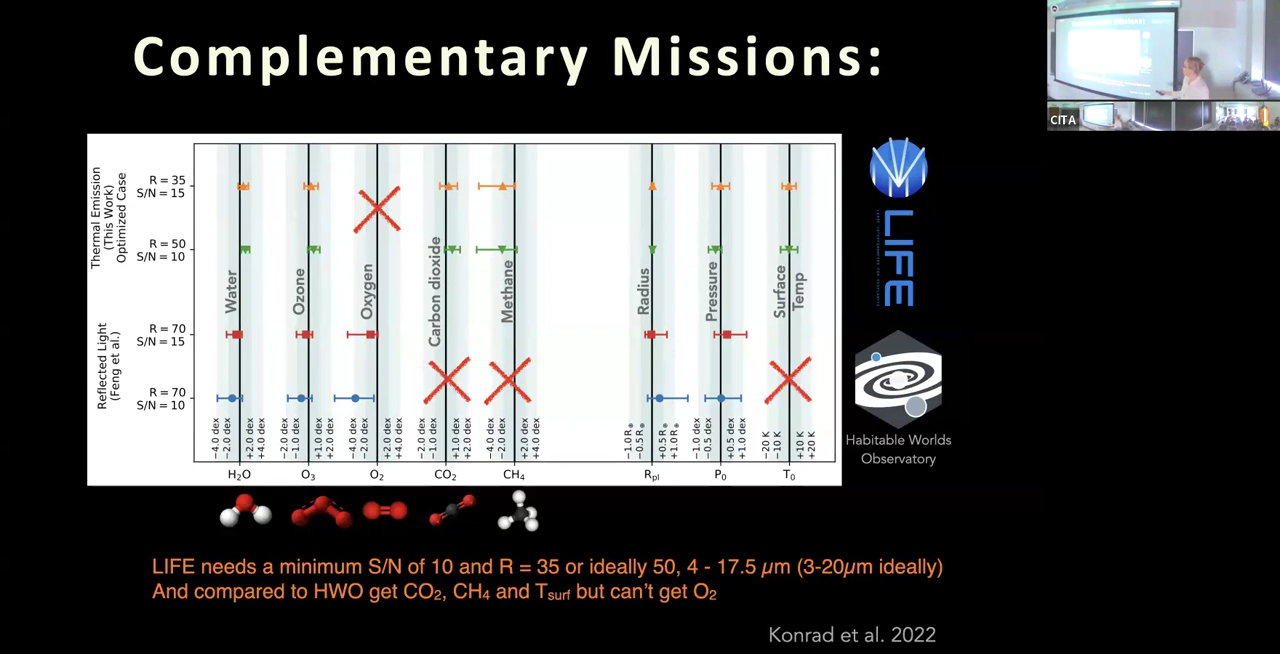 Complementary Missions:
CITA
Thermal Emission
(This Work)
Optimized Case
R = 35
S/N = 15
R = 50
S/N = 10
Reflected Light
(Feng et al.)
R = 70
S/N = 15
R = 70
S/N = 10
Water
Ozone
Oxygen
Carbon dioxide
Methane
Radius
Pressure
Surface
Temp
−4.0 dex
−2.0 dex
+2.0 dex
+4.0 dex
−2.0 dex
−1.0 dex
+1.0 dex
+2.0 dex
−4.0 dex
−2.0 dex
+2.0 dex
+4.0 dex
−2.0 dex
−1.0 dex
+1.0 dex
+2.0 dex
−4.0 dex
−2.0 dex
+2.0 dex
+4.0 dex
−1.0 R⊕
−0.5 R⊕
+0.5 R⊕
+1.0 R⊕
−1.0 dex
−0.5 dex
+0.5 dex
+1.0 dex
−20 K
−10 K
+10 K
+20 K
H₂O
O₃
O₂
CO₂
CH₄
Rpl
P₀
T₀
LIFE
Habitable Worlds
Observatory
LIFE needs a minimum S/N of 10 and R = 35 or ideally 50, 4 - 17.5 μm (3-20μm ideally)
And compared to HWO get CO₂, CH₄ and Tsurf but can't get O₂
Konrad et al. 2022